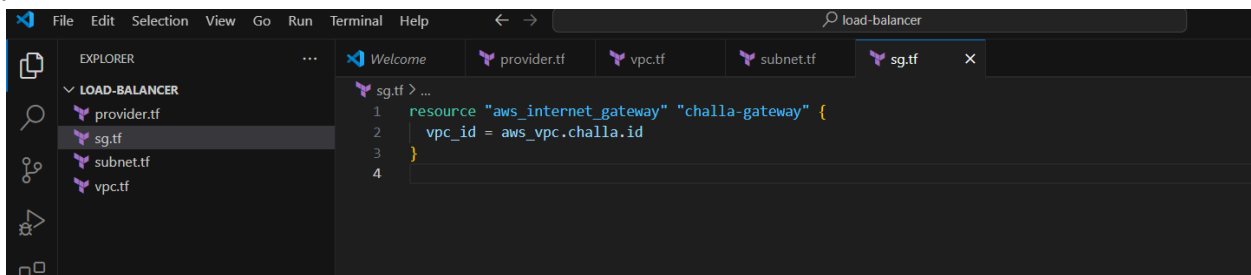 File Edit Selection View Go Run Terminal Help load-balancer
EXPLORER
Welcome provider.tf vpc.tf subnet.tf sg.tf
LOAD-BALANCER
provider.tf
sg.tf
subnet.tf
vpc.tf
sg.tf > ...
1 resource "aws_internet_gateway" "challa-gateway" {
2 vpc_id = aws_vpc.challa.id
3 }
4